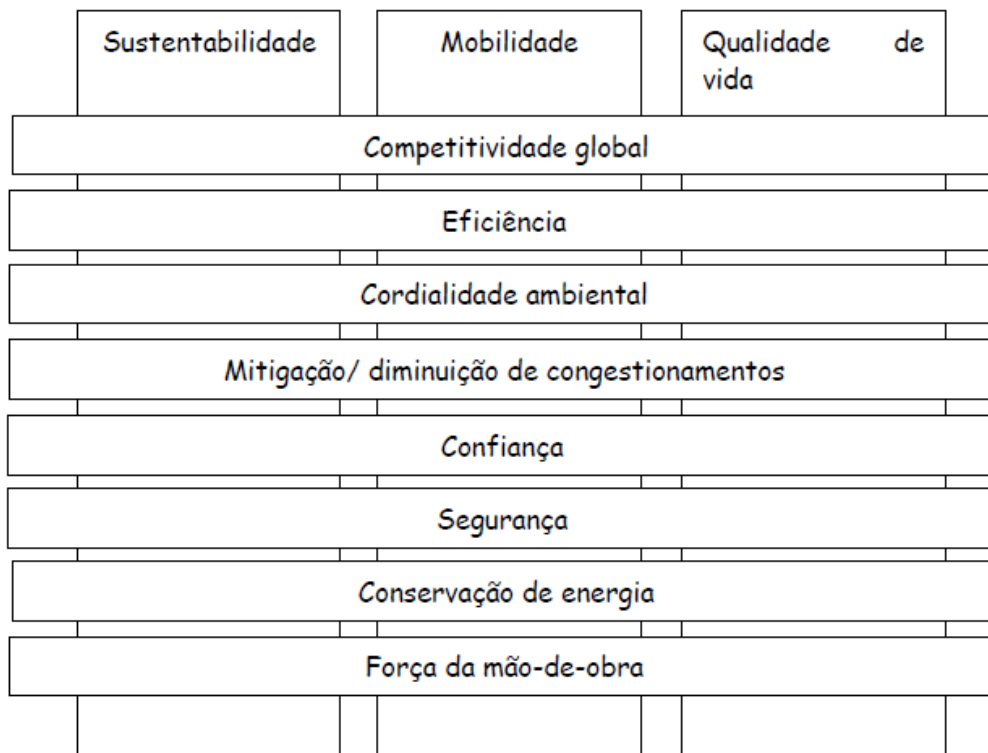 Sustentabilidade
Mobilidade
Qualidade de
vida
Competitividade global
Eficiência
Cordialidade ambiental
Mitigação/ diminuição de congestionamentos
Confiança
Segurança
Conservação de energia
Força da mão-de-obra